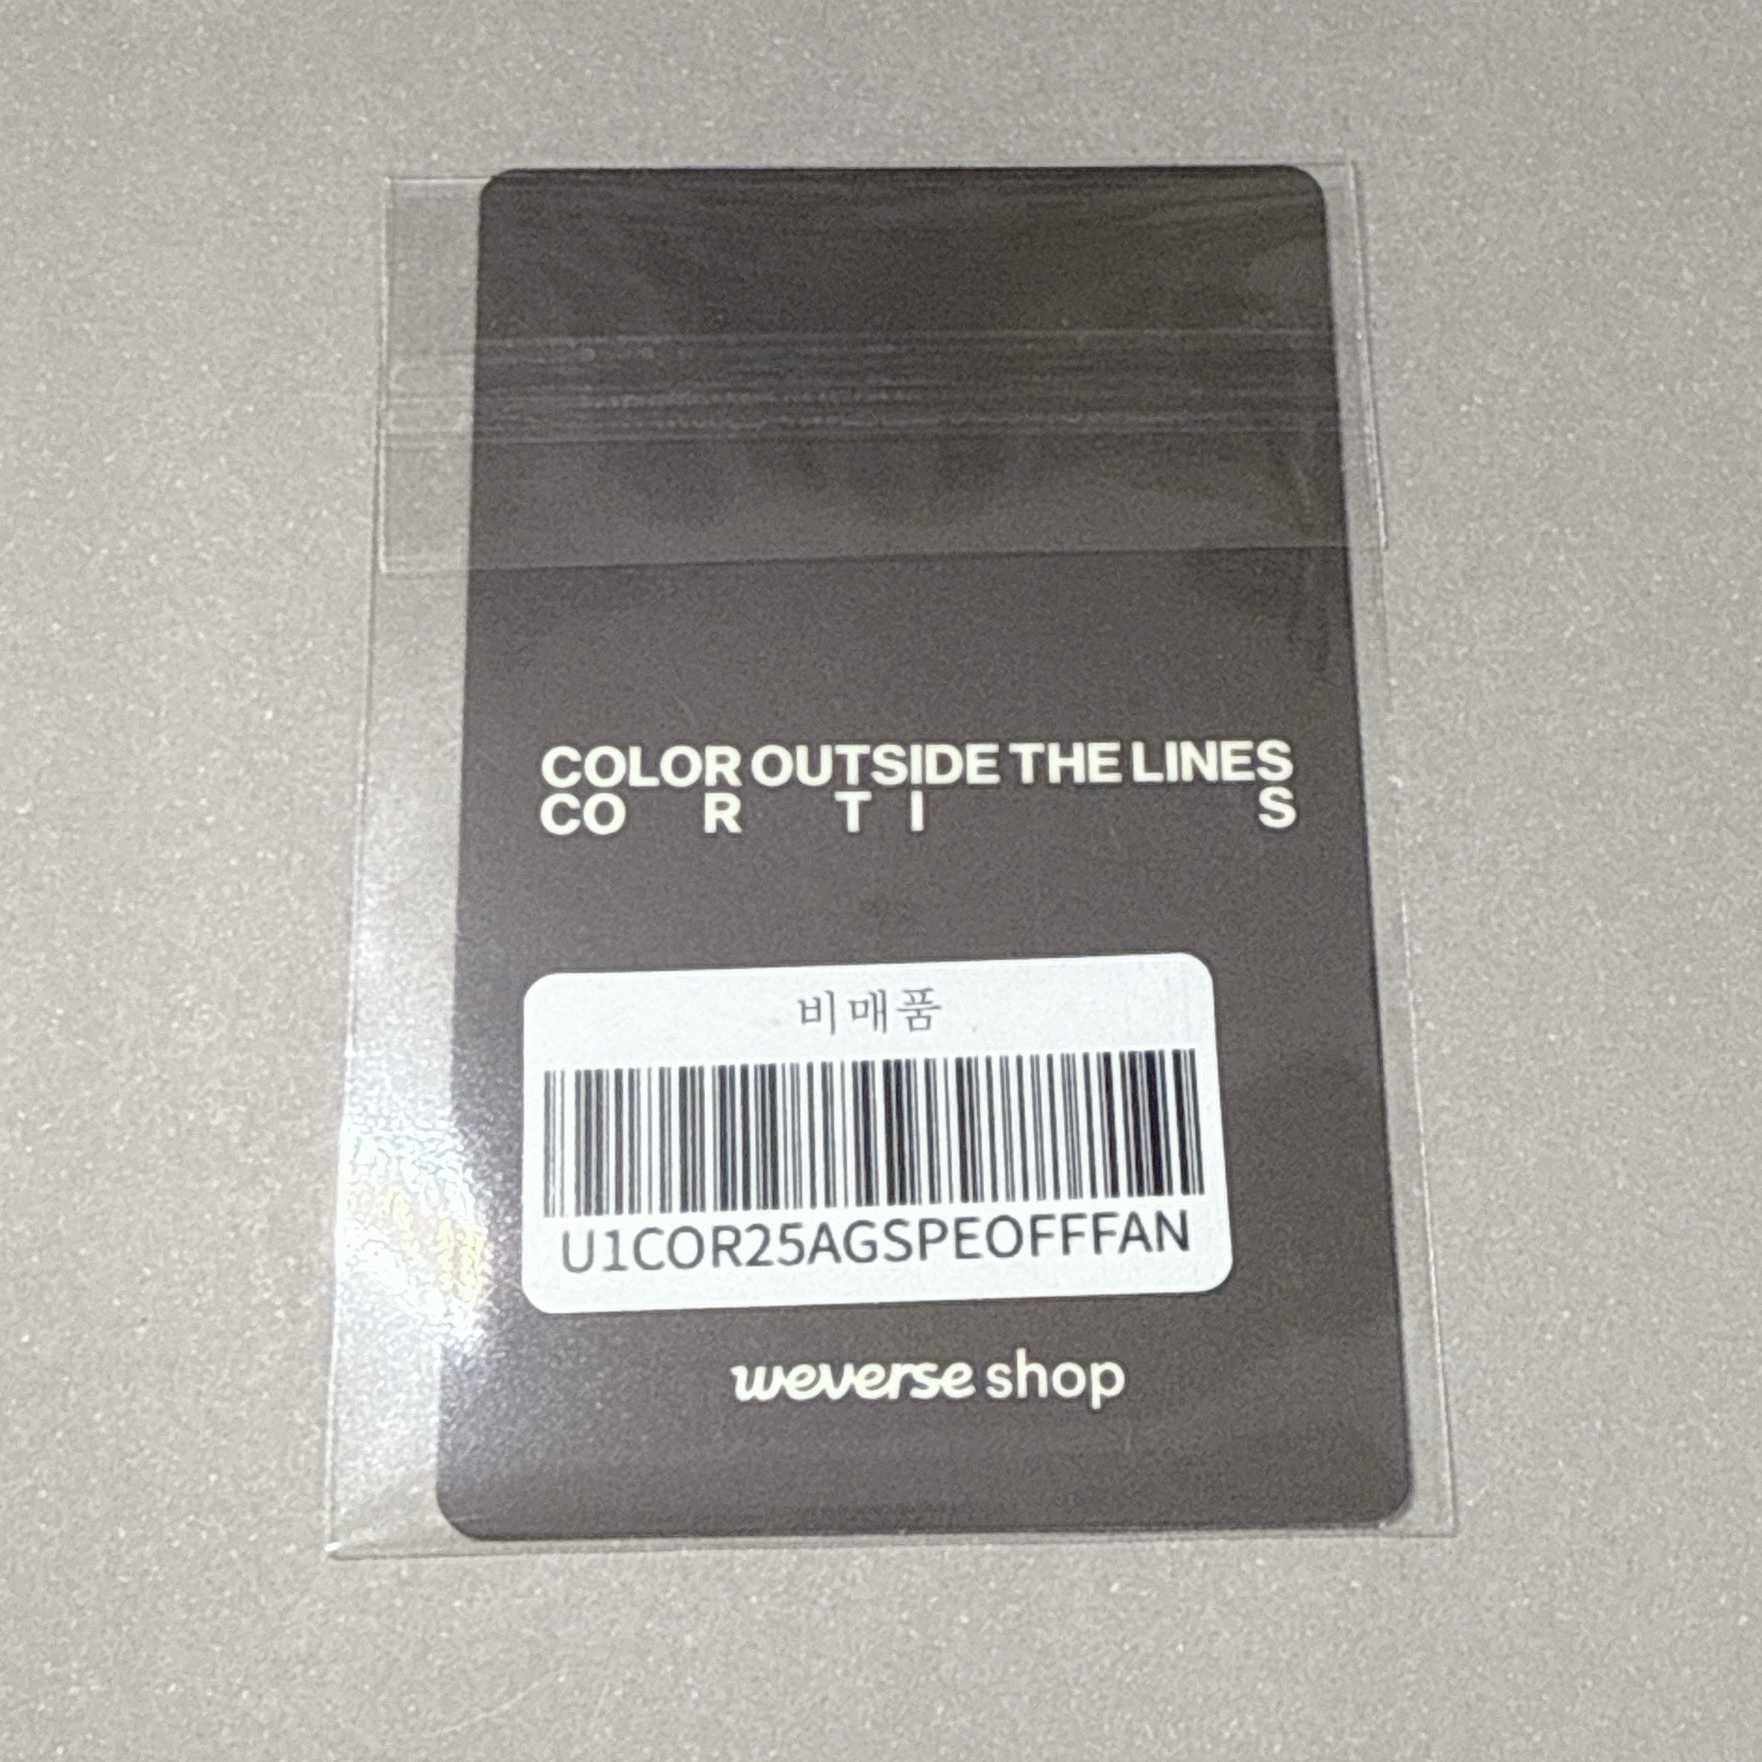 COLOR OUTSIDE THE LINES
CO R T I S
비매품
U1COR25AGSPEOFFFAN
weverse shop